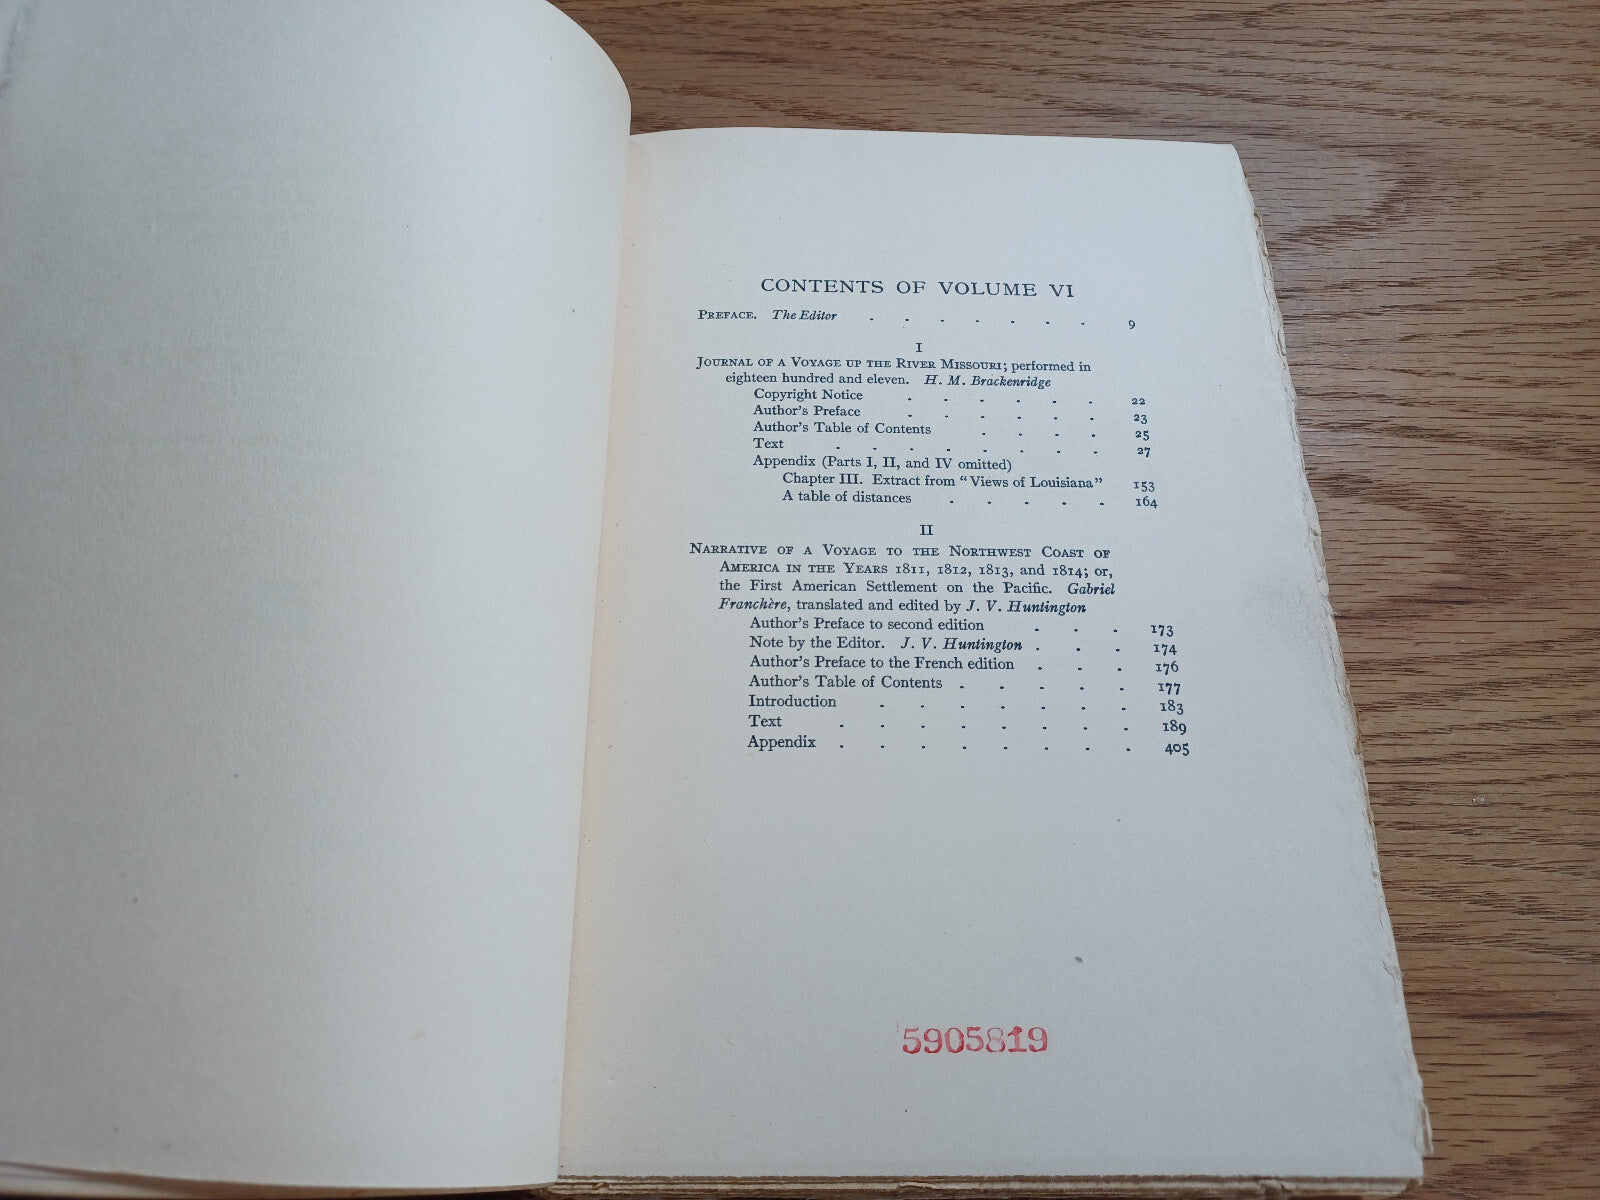 CONTENTS OF VOLUME VI
PREFACE. The Editor . . . . . . . 9
I
JOURNAL OF A VOYAGE UP THE RIVER MISSOURI; performed in
eighteen hundred and eleven. H. M. Brackenridge
Copyright Notice . . . . . . 22
Author's Preface . . . . . . 23
Author's Table of Contents . . . . 25
Text . . . . . . . . 27
Appendix (Parts I, II, and IV omitted)
Chapter III. Extract from "Views of Louisiana" 153
A table of distances . . . . . 164
II
NARRATIVE OF A VOYAGE TO THE NORTHWEST COAST OF
AMERICA IN THE YEARS 1811, 1812, 1813, and 1814; or,
the First American Settlement on the Pacific. Gabriel
Franchère, translated and edited by J. V. Huntington
Author's Preface to second edition . . . 173
Note by the Editor. J. V. Huntington . . . 174
Author's Preface to the French edition . . . 176
Author's Table of Contents . . . . . 177
Introduction . . . . . . . 183
Text . . . . . . . . 189
Appendix . . . . . . . . 405
5905819